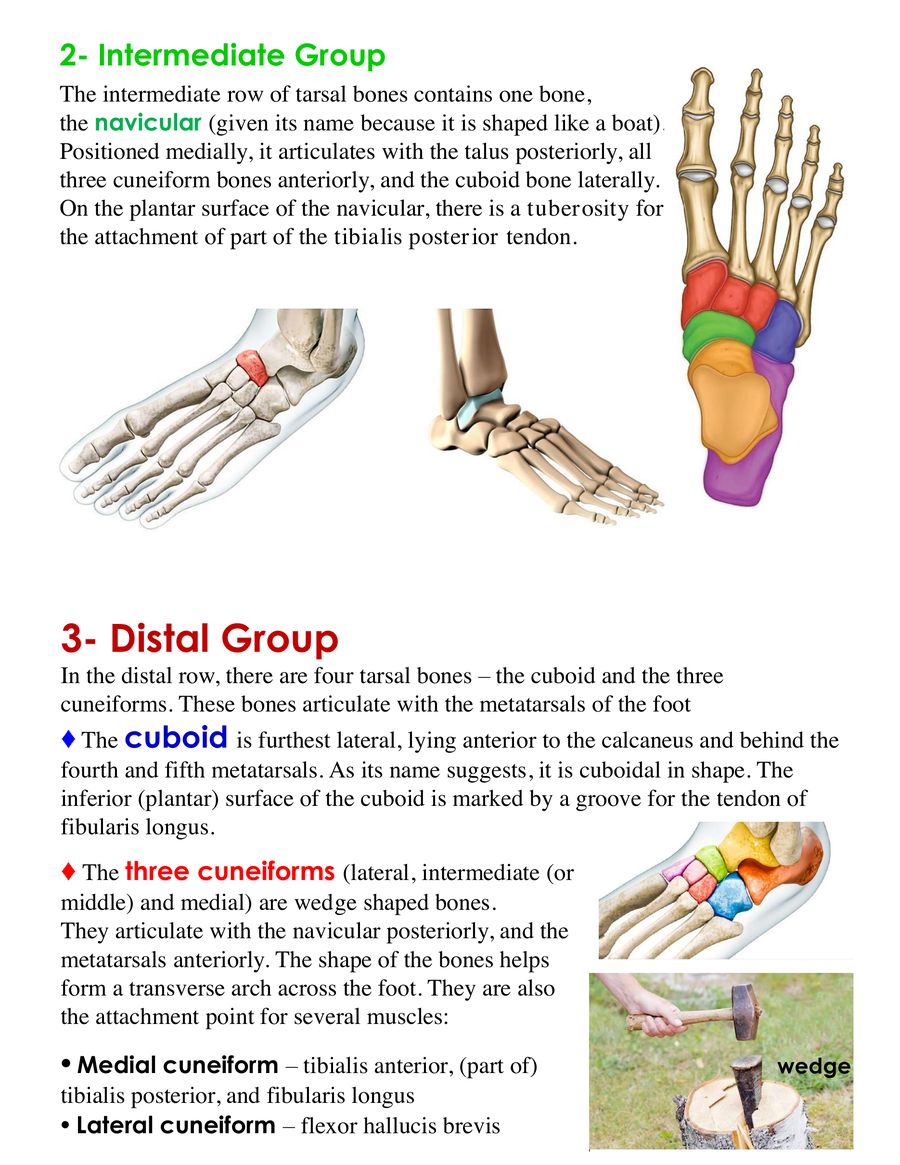 2- Intermediate Group
The intermediate row of tarsal bones contains one bone,
the navicular (given its name because it is shaped like a boat).
Positioned medially, it articulates with the talus posteriorly, all
three cuneiform bones anteriorly, and the cuboid bone laterally.
On the plantar surface of the navicular, there is a tuberosity for
the attachment of part of the tibialis posterior tendon.
3- Distal Group
In the distal row, there are four tarsal bones – the cuboid and the three
cuneiforms. These bones articulate with the metatarsals of the foot
♦ The cuboid is furthest lateral, lying anterior to the calcaneus and behind the
fourth and fifth metatarsals. As its name suggests, it is cuboidal in shape. The
inferior (plantar) surface of the cuboid is marked by a groove for the tendon of
fibularis longus.
♦ The three cuneiforms (lateral, intermediate (or
middle) and medial) are wedge shaped bones.
They articulate with the navicular posteriorly, and the
metatarsals anteriorly. The shape of the bones helps
form a transverse arch across the foot. They are also
the attachment point for several muscles:
• Medial cuneiform – tibialis anterior, (part of)
tibialis posterior, and fibularis longus
• Lateral cuneiform – flexor hallucis brevis
wedge